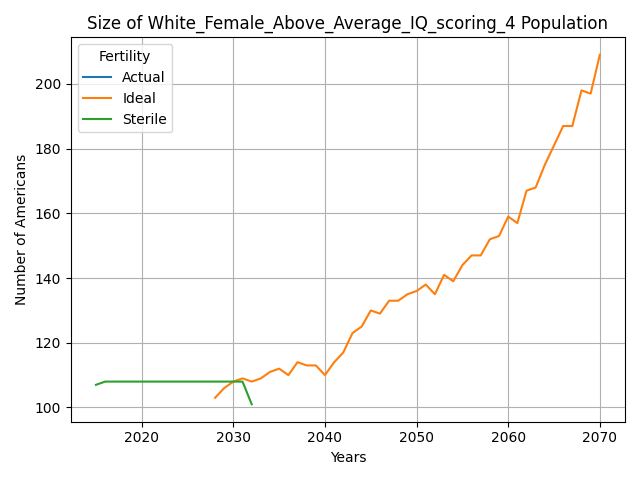 Size of White_Female_Above_Average_IQ_scoring_4 Population
Fertility
Actual
Ideal
Sterile
Number of Americans
200
180
160
140
120
100
2020 2030 2040 2050 2060 2070
Years